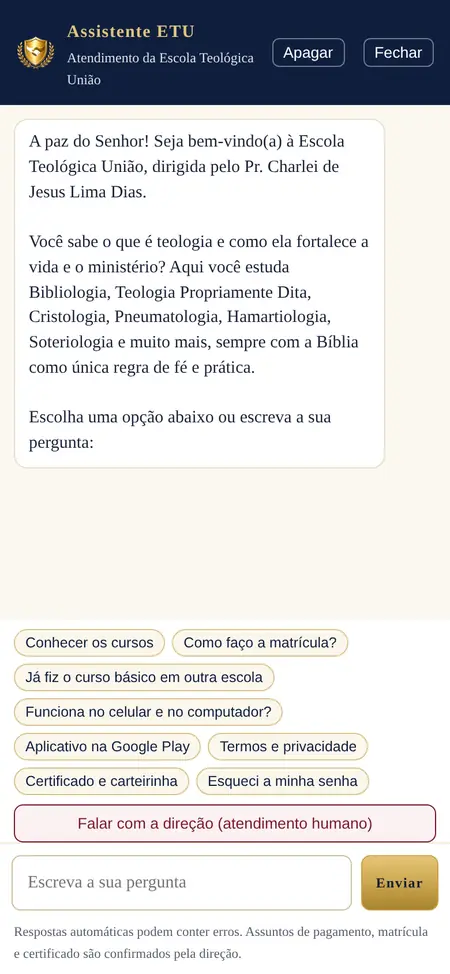 Assistente ETU
Atendimento da Escola Teológica
União
Apagar
Fechar
A paz do Senhor! Seja bem-vindo(a) à Escola
Teológica União, dirigida pelo Pr. Charlei de
Jesus Lima Dias.
Você sabe o que é teologia e como ela fortalece a
vida e o ministério? Aqui você estuda
Bibliologia, Teologia Propriamente Dita,
Cristologia, Pneumatologia, Hamartiologia,
Soteriologia e muito mais, sempre com a Bíblia
como única regra de fé e prática.
Escolha uma opção abaixo ou escreva a sua
pergunta:
Conhecer os cursos
Como faço a matrícula?
Já fiz o curso básico em outra escola
Funciona no celular e no computador?
Aplicativo na Google Play
Termos e privacidade
Certificado e carteirinha
Esqueci a minha senha
Falar com a direção (atendimento humano)
Escreva a sua pergunta
Enviar
Respostas automáticas podem conter erros. Assuntos de pagamento, matrícula
e certificado são confirmados pela direção.